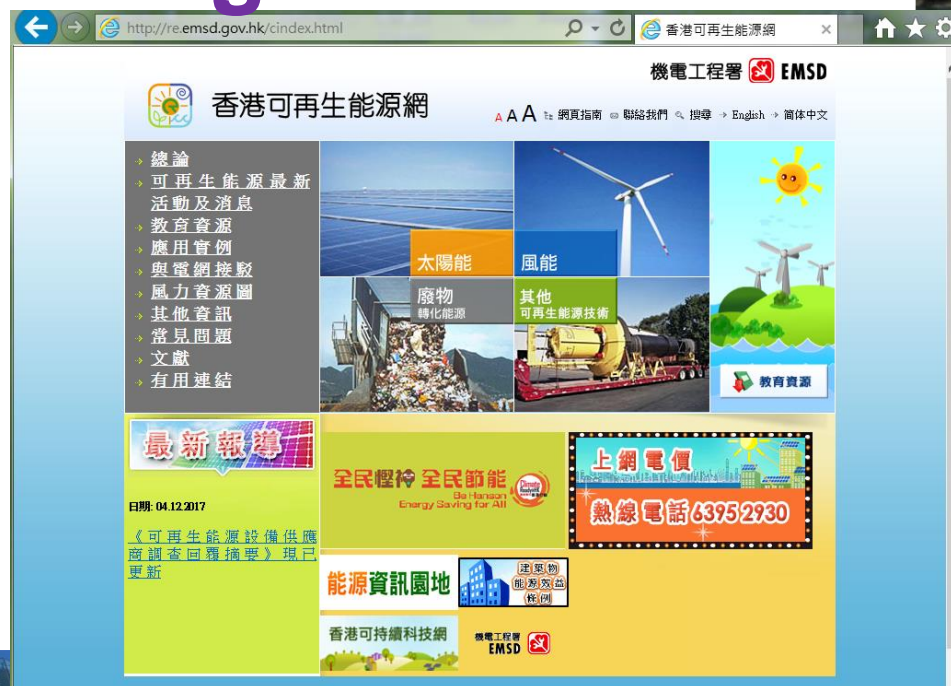 g
http://re.emsd.gov.hk/cindex.html
香港可再生能源網
機電工程署 EMSD
香港可再生能源網
A A A 網頁指南 聯絡我們 搜尋 English 簡体中文
總論
可再生能源最新
活動及消息
教育資源
應用實例
與電網接駁
風力資源圖
其他資訊
常見問題
文獻
有用連結
太陽能
風能
廢物
轉化能源
其他
可再生能源技術
教育資源
最新報導
日期: 04.12.2017
《可再生能源設備供應
商調查回覆摘要》現已
更新
全民慳神 全民節能
Be Hanson
Energy Saving for All
上網電價
熱線電話6395 2930
能源資訊園地
建築物
能源效益
條例
香港可持續科技網
機電工程署
EMSD